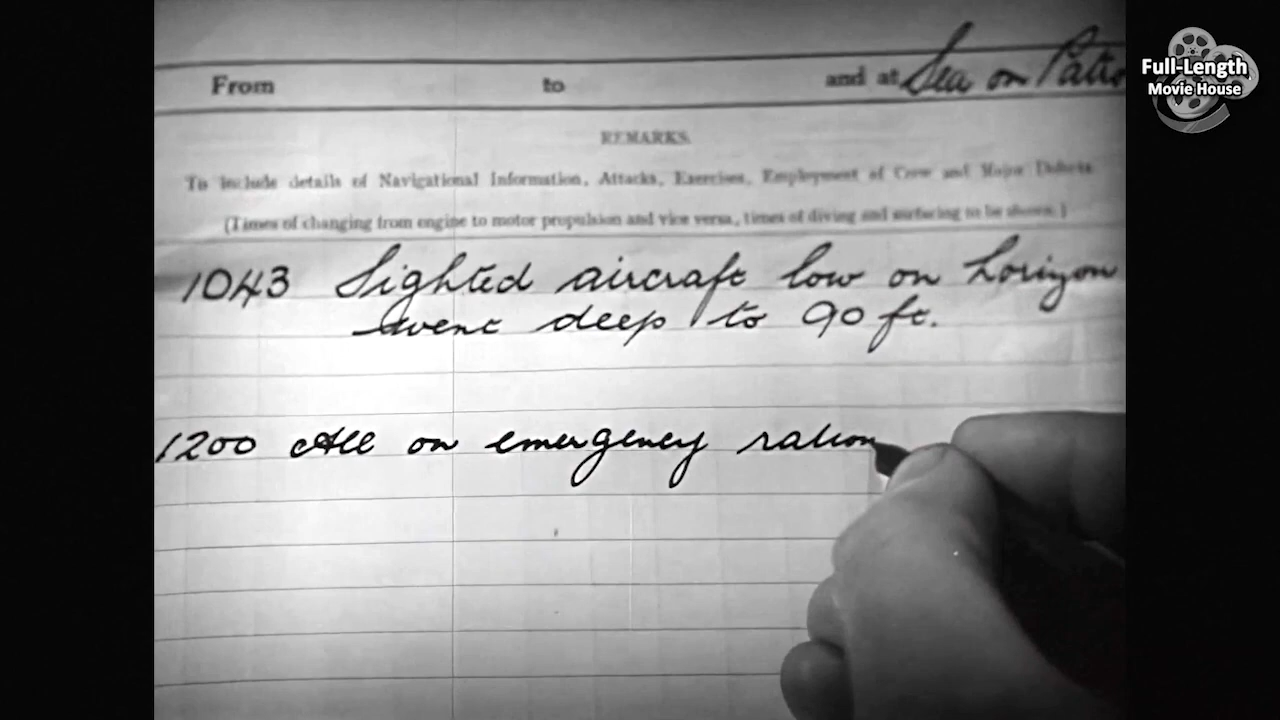 Full-Length
Movie House
From to and at Sea on Patro
REMARKS.
To include details of Navigational Information, Attacks, Exercises, Employment of Crew and Major Defects.
(Times of changing from engine to motor propulsion and vice versa, times of diving and surfacing to be shown.)
1043 Sighted aircraft low on horizon
went deep to 90 ft.
1200 All on emergency ration